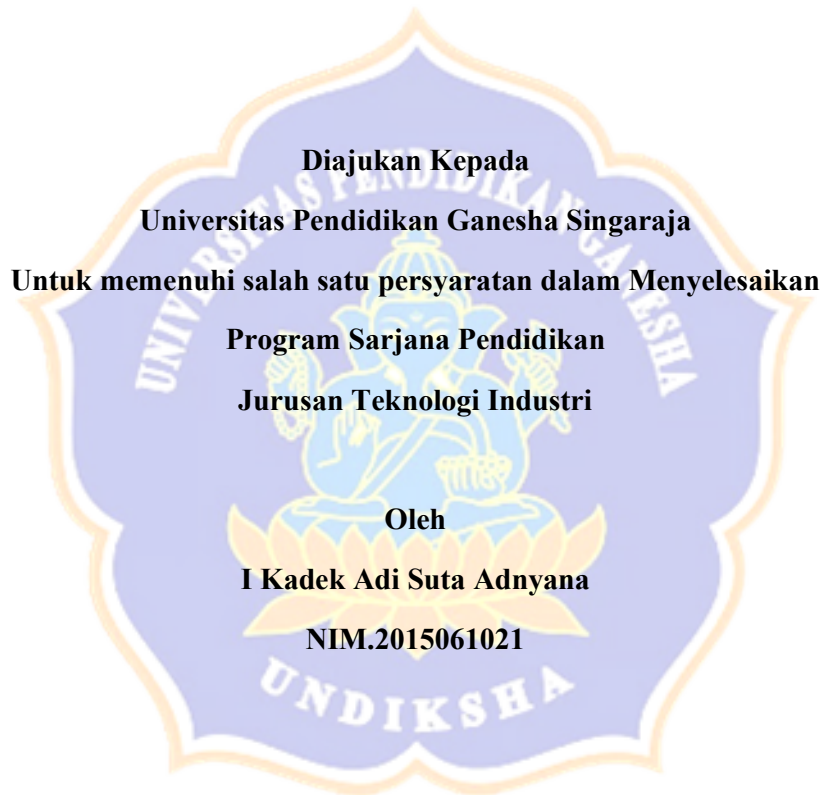 Diajukan Kepada
Universitas Pendidikan Ganesha Singaraja
Untuk memenuhi salah satu persyaratan dalam Menyelesaikan
Program Sarjana Pendidikan
Jurusan Teknologi Industri
Oleh
I Kadek Adi Suta Adnyana
NIM.2015061021
UNIVERSITAS PENDIDIKAN GANESHA
UNDIKSHA